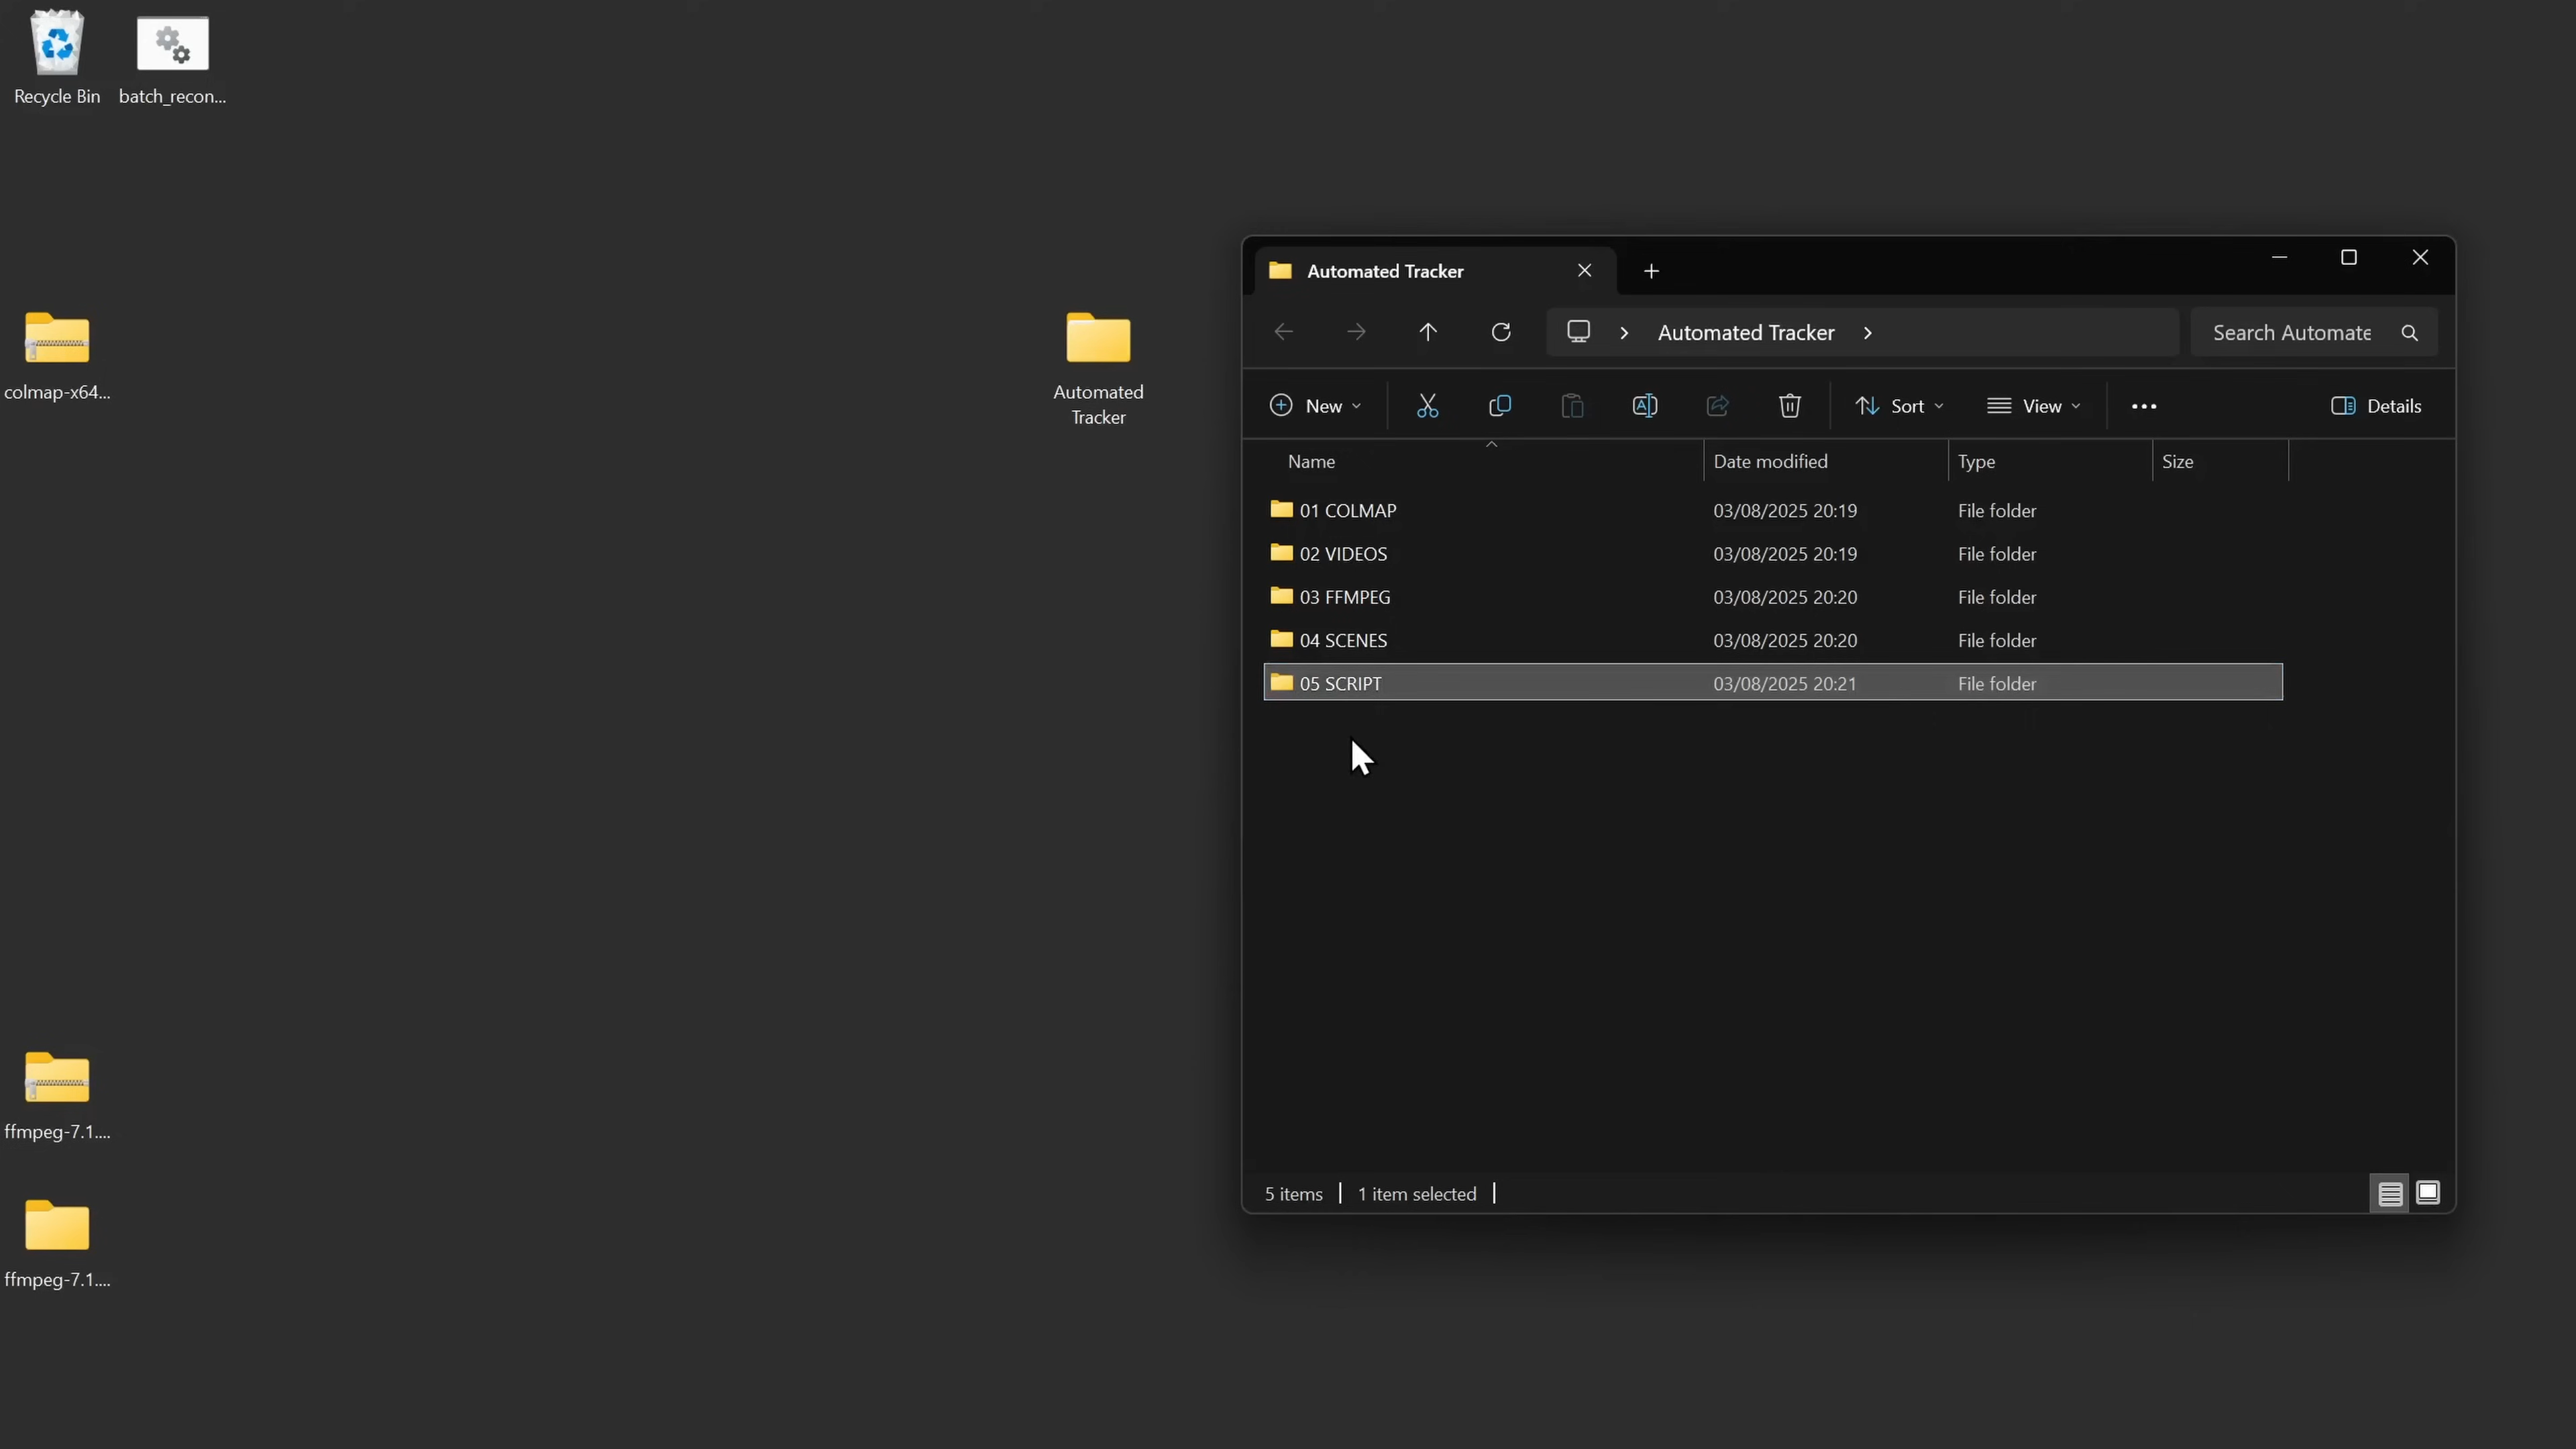 Recycle Bin
batch_recon...
colmap-x64...
Automated
Tracker
ffmpeg-7.1....
ffmpeg-7.1....
Automated Tracker
Automated Tracker
Search Automate
New
Sort
View
Details
Name Date modified Type Size
01 COLMAP 03/08/2025 20:19 File folder
02 VIDEOS 03/08/2025 20:19 File folder
03 FFMPEG 03/08/2025 20:20 File folder
04 SCENES 03/08/2025 20:20 File folder
05 SCRIPT 03/08/2025 20:21 File folder
5 items 1 item selected